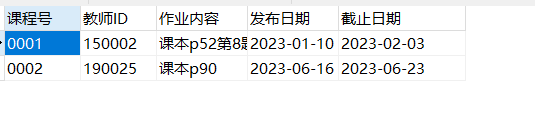 课程号 教师ID 作业内容 发布日期 截止日期
0001 150002 课本p52第8 2023-01-10 2023-02-03
0002 190025 课本p90 2023-06-16 2023-06-23